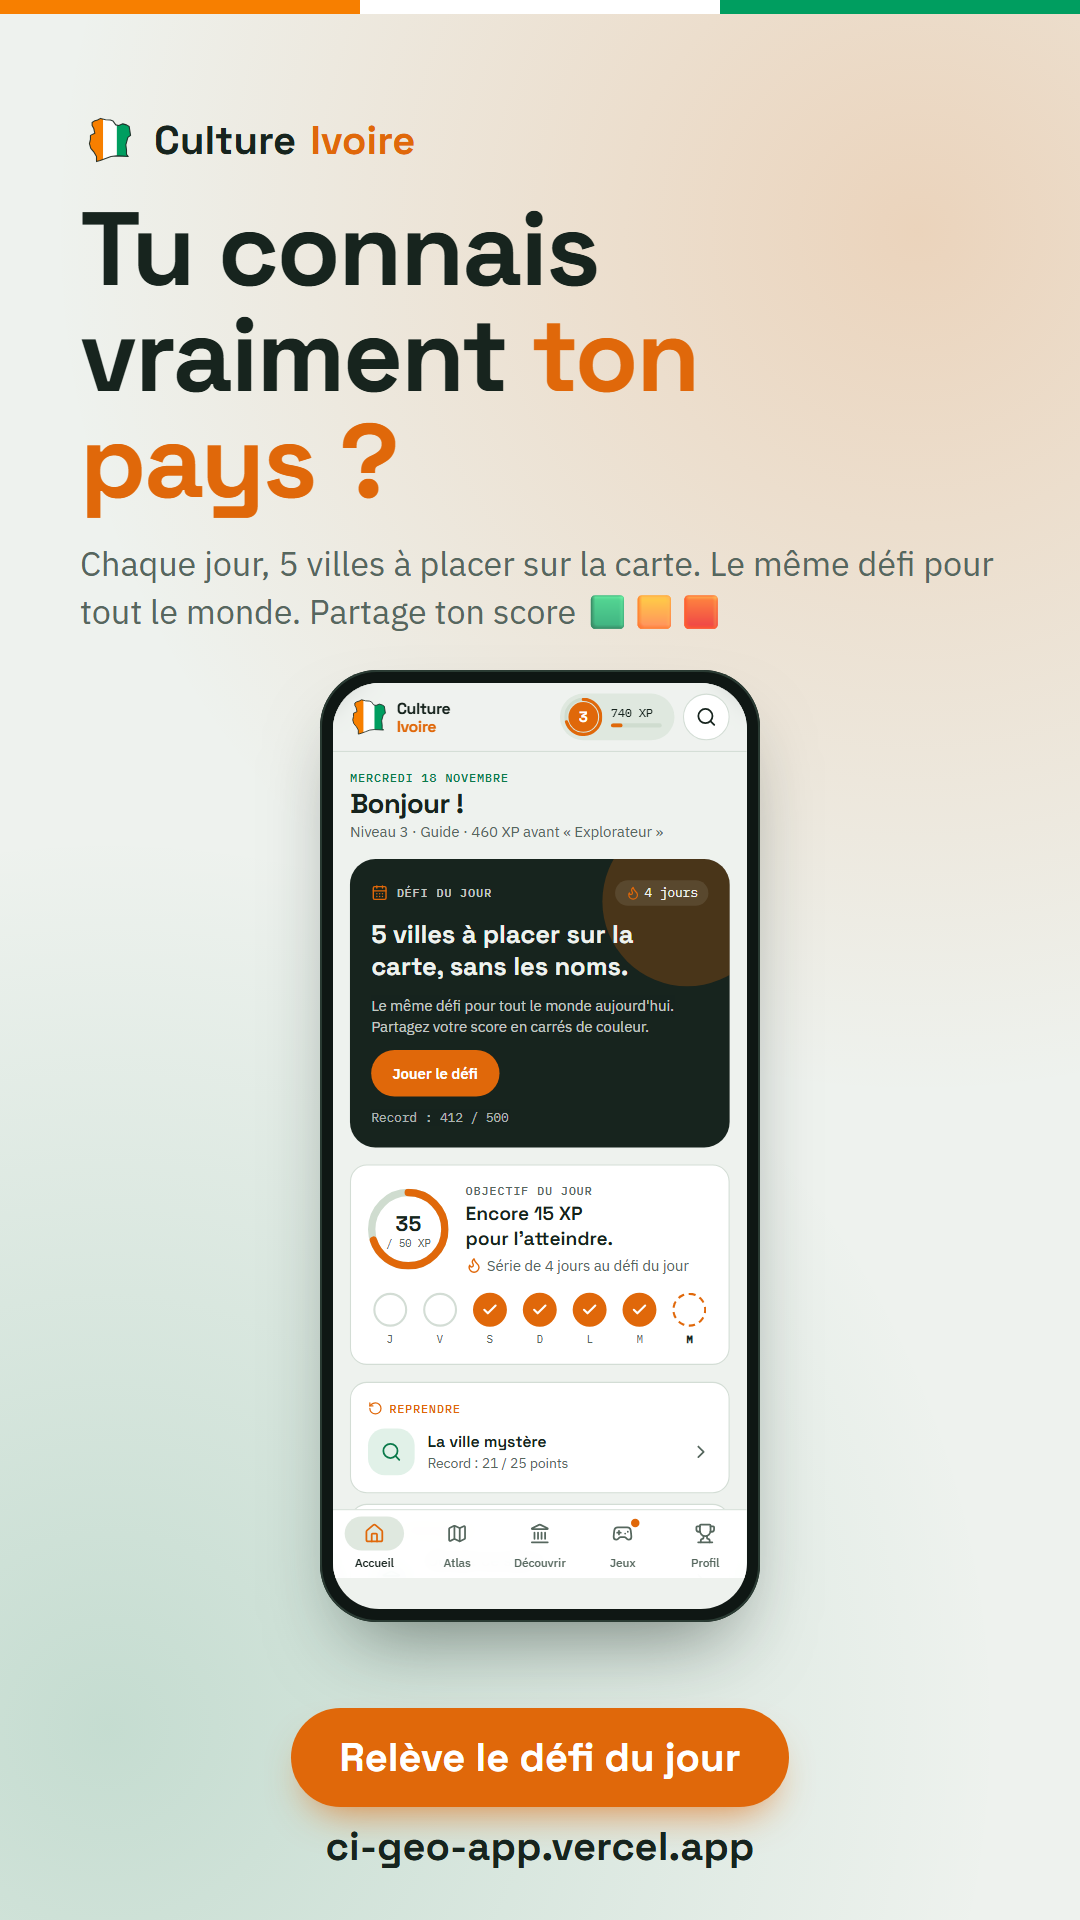 Culture Ivoire
Tu connais
vraiment ton
pays ?
Chaque jour, 5 villes à placer sur la carte. Le même défi pour
tout le monde. Partage ton score
Culture
Ivoire
3
740 XP
MERCREDI 18 NOVEMBRE
Bonjour !
Niveau 3 · Guide · 460 XP avant « Explorateur »
DÉFI DU JOUR
4 jours
5 villes à placer sur la
carte, sans les noms.
Le même défi pour tout le monde aujourd'hui.
Partagez votre score en carrés de couleur.
Jouer le défi
Record : 412 / 500
OBJECTIF DU JOUR
35
/ 50 XP
Encore 15 XP
pour l’atteindre.
Série de 4 jours au défi du jour
J V S D L M M
REPRENDRE
La ville mystère
Record : 21 / 25 points
Accueil Atlas Découvrir Jeux Profil
Relève le défi du jour
ci-geo-app.vercel.app